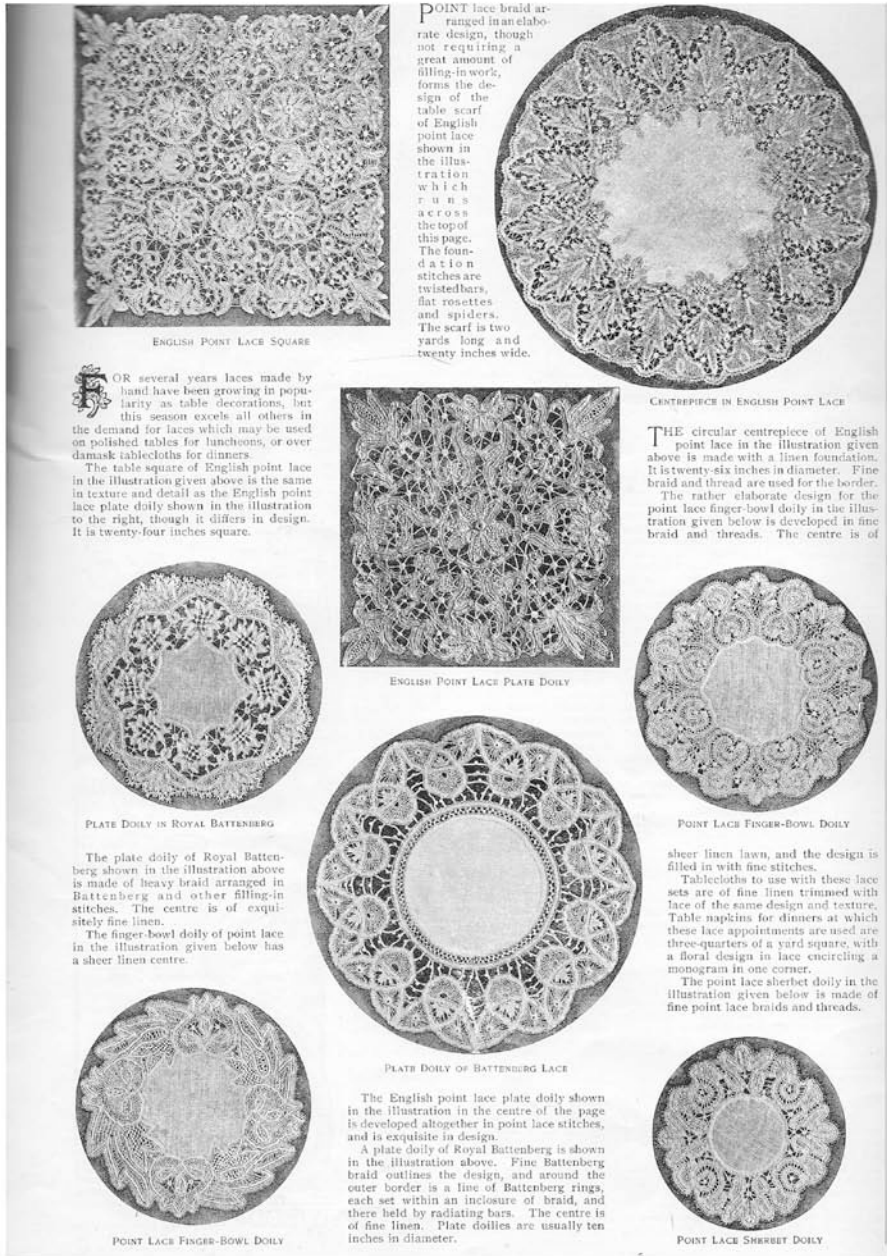 POINT lace braid ar-
ranged in an elabo-
rate design, though
not requiring a
great amount of
filling-in work,
forms the de-
sign of the
table scarf
of English
point lace
shown in
the illus-
tration
which
runs
across
the top of
this page.
The foun-
dation
stitches are
twisted bars,
flat rosettes
and spiders.
The scarf is two
yards long and
twenty inches wide.
ENGLISH POINT LACE SQUARE
CENTREPIECE IN ENGLISH POINT LACE
FOR several years laces made by
hand have been growing in popu-
larity as table decorations, but
this season excels all others in
the demand for laces which may be used
on polished tables for luncheons, or over
damask tablecloths for dinners.
The table square of English point lace
in the illustration given above is the same
in texture and detail as the English point
lace plate doily shown in the illustration
to the right, though it differs in design.
It is twenty-four inches square.
THE circular centrepiece of English
point lace in the illustration given
above is made with a linen foundation.
It is twenty-six inches in diameter. Fine
braid and thread are used for the border.
The rather elaborate design for the
point lace finger-bowl doily in the illus-
tration given below is developed in fine
braid and threads. The centre is of
ENGLISH POINT LACE PLATE DOILY
PLATE DOILY IN ROYAL BATTENBERG
POINT LACE FINGER-BOWL DOILY
The plate doily of Royal Batten-
berg shown in the illustration above
is made of heavy braid arranged in
Battenberg and other filling-in
stitches. The centre is of exqui-
sitely fine linen.
The finger-bowl doily of point lace
in the illustration given below has
a sheer linen centre.
sheer linen lawn, and the design is
filled in with fine stitches.
Tablecloths to use with these lace
sets are of fine linen trimmed with
lace of the same design and texture.
Table napkins for dinners at which
these lace appointments are used are
three-quarters of a yard square, with
a floral design in lace encircling a
monogram in one corner.
The point lace sherbet doily in the
illustration given below is made of
fine point lace braids and threads.
PLATE DOILY OF BATTENBERG LACE
The English point lace plate doily shown
in the illustration in the centre of the page
is developed altogether in point lace stitches,
and is exquisite in design.
A plate doily of Royal Battenberg is shown
in the illustration above. Fine Battenberg
braid outlines the design, and around the
outer border is a line of Battenberg rings,
each set within an inclosure of braid, and
there held by radiating bars. The centre is
of fine linen. Plate doilies are usually ten
inches in diameter.
POINT LACE FINGER-BOWL DOILY
POINT LACE SHERBET DOILY